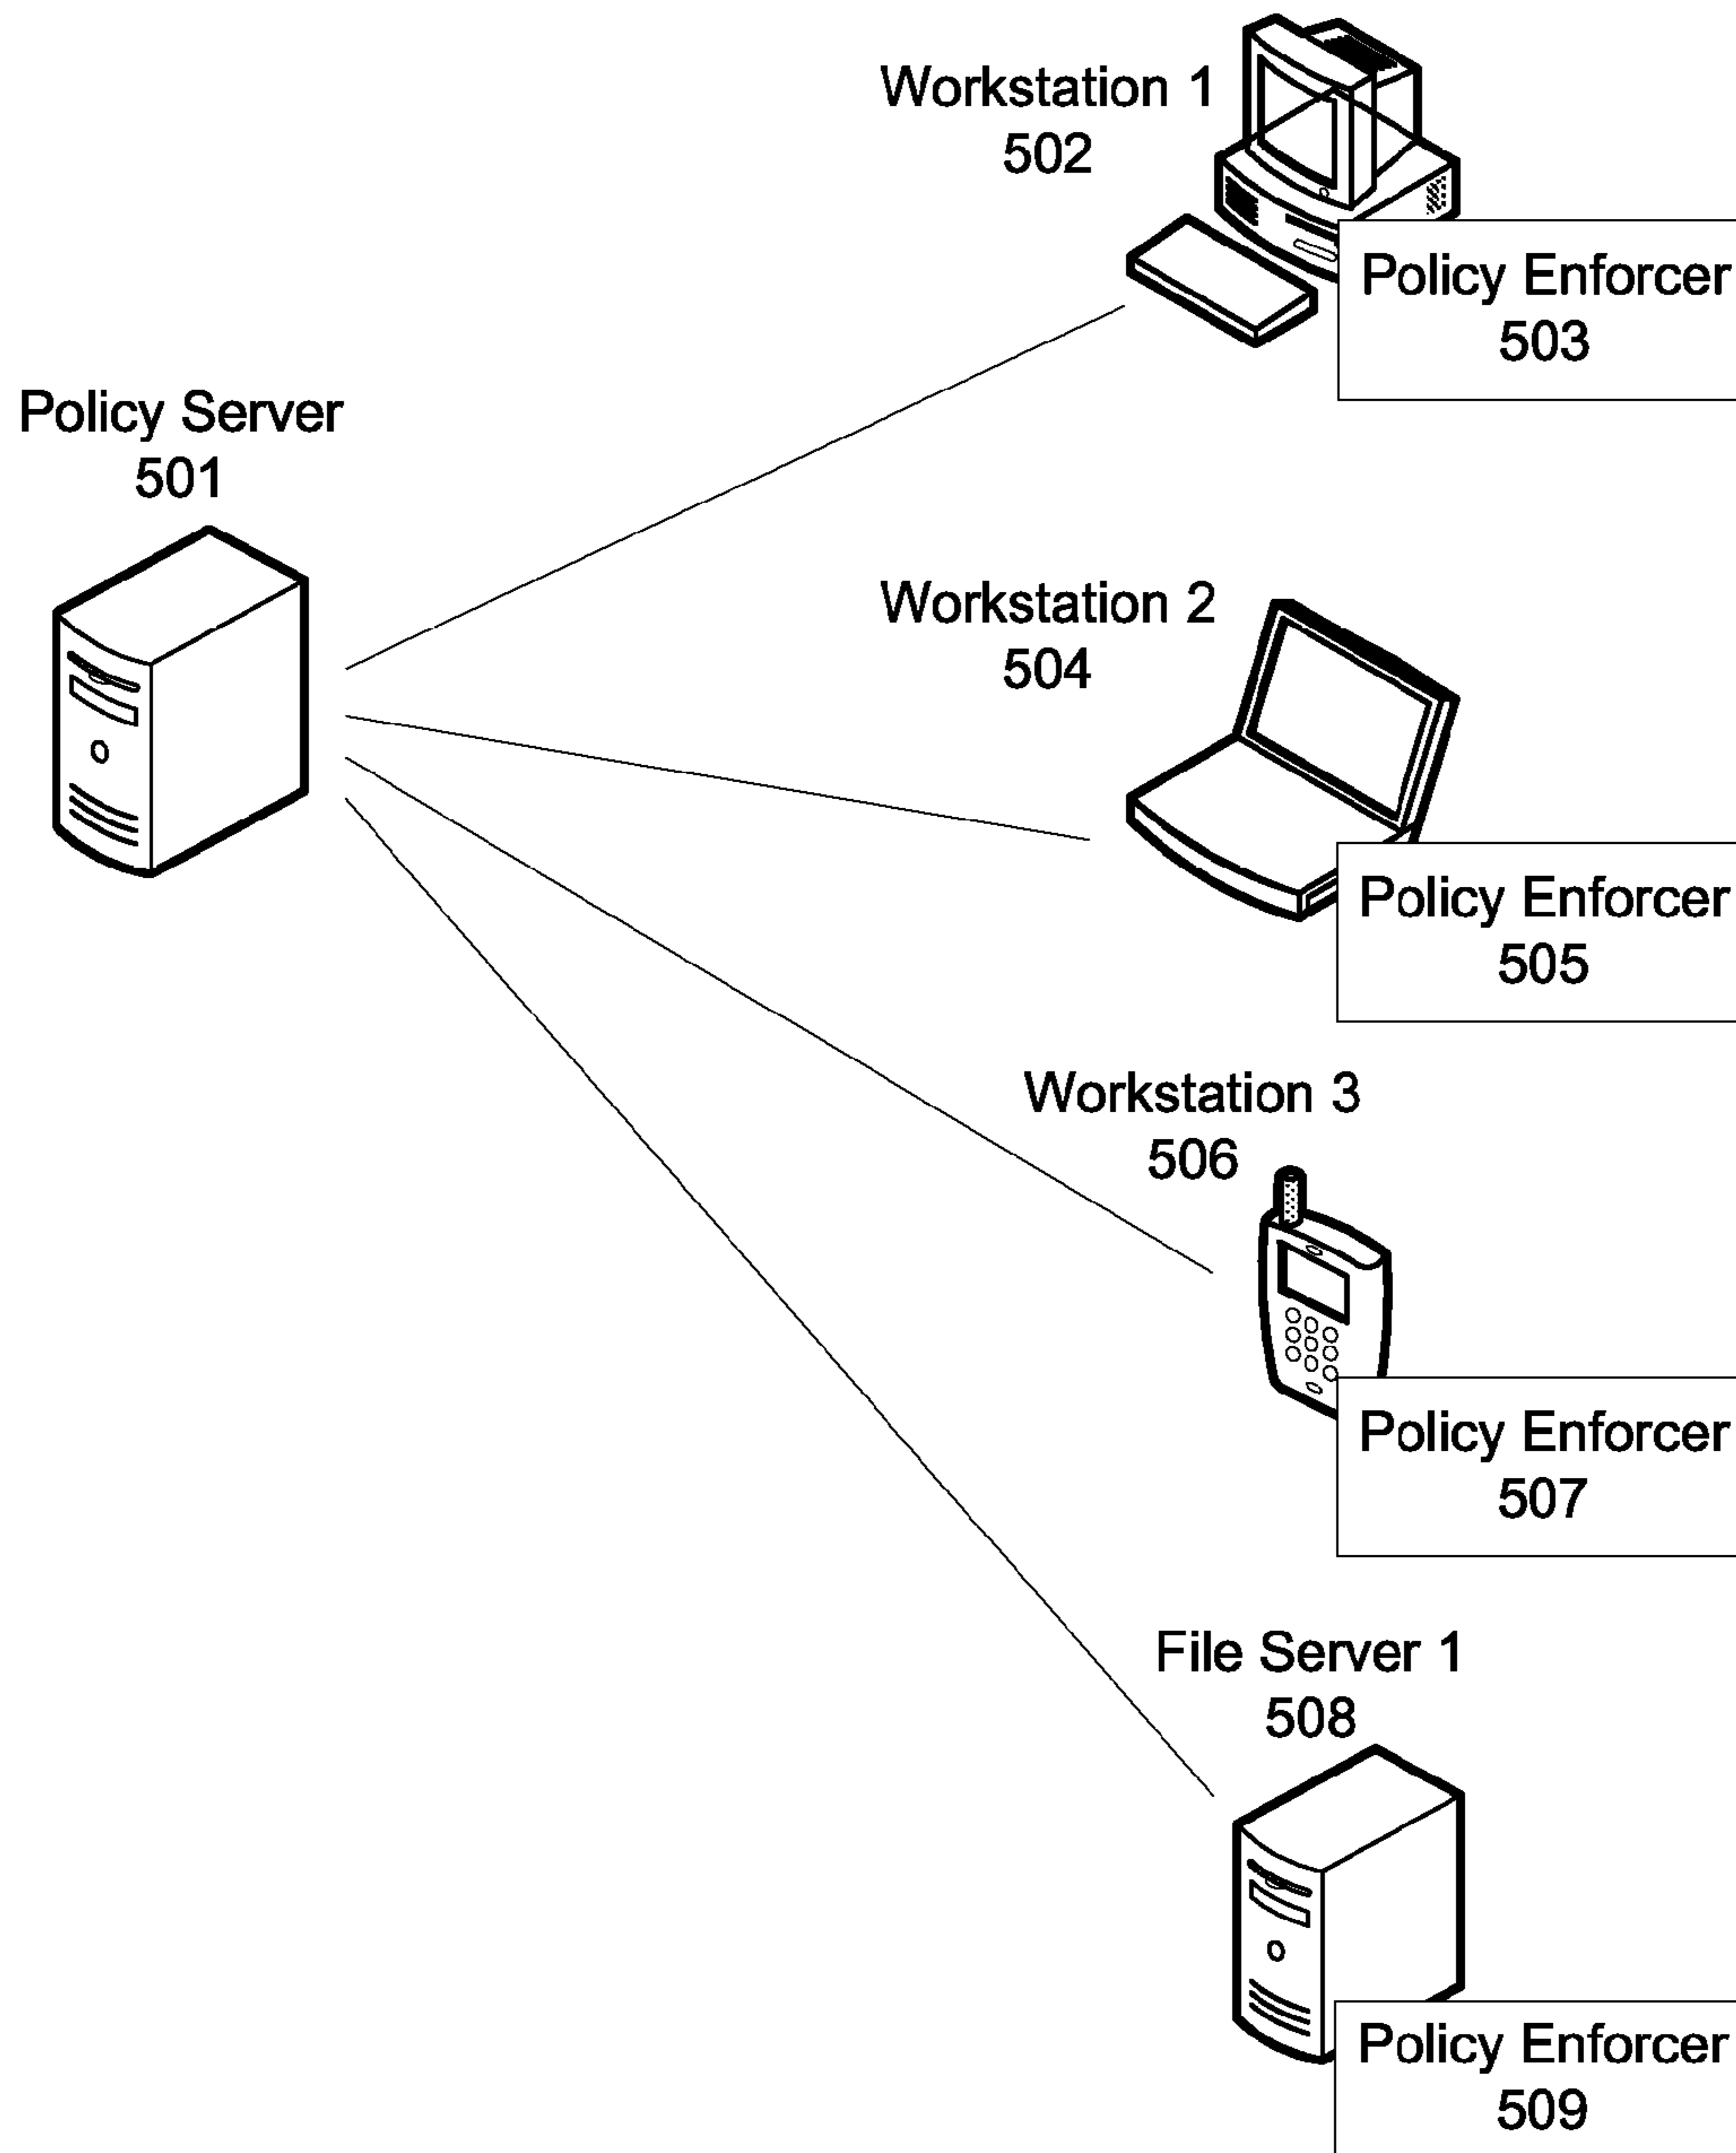 Workstation 1
502
Policy Enforcer
503
Policy Server
501
Workstation 2
504
Policy Enforcer
505
Workstation 3
506
Policy Enforcer
507
File Server 1
508
Policy Enforcer
509